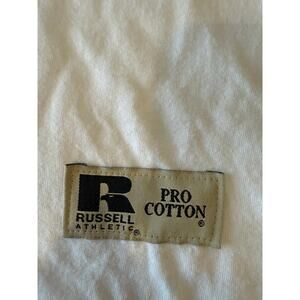 R
RUSSELL
ATHLETIC®
PRO
COTTON®